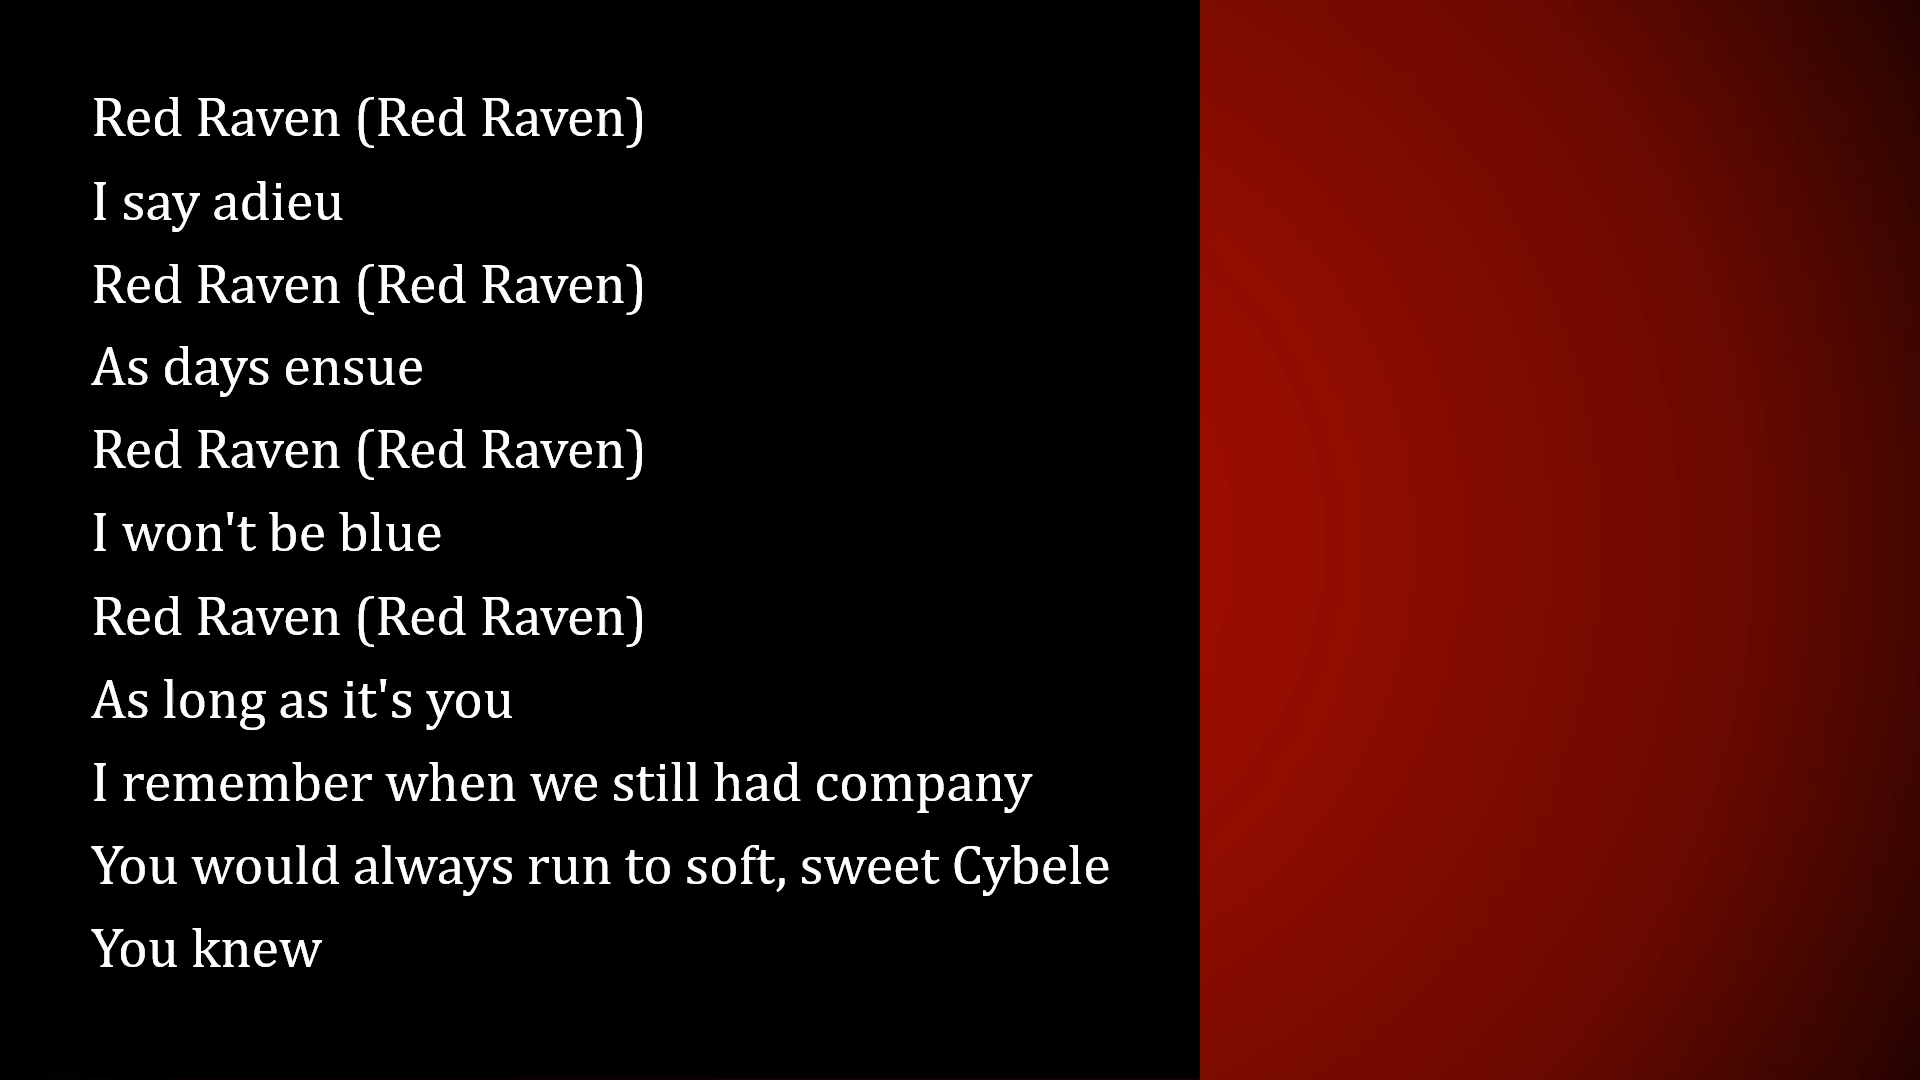 Red Raven (Red Raven)
I say adieu
Red Raven (Red Raven)
As days ensue
Red Raven (Red Raven)
I won't be blue
Red Raven (Red Raven)
As long as it's you
I remember when we still had company
You would always run to soft, sweet Cybele
You knew